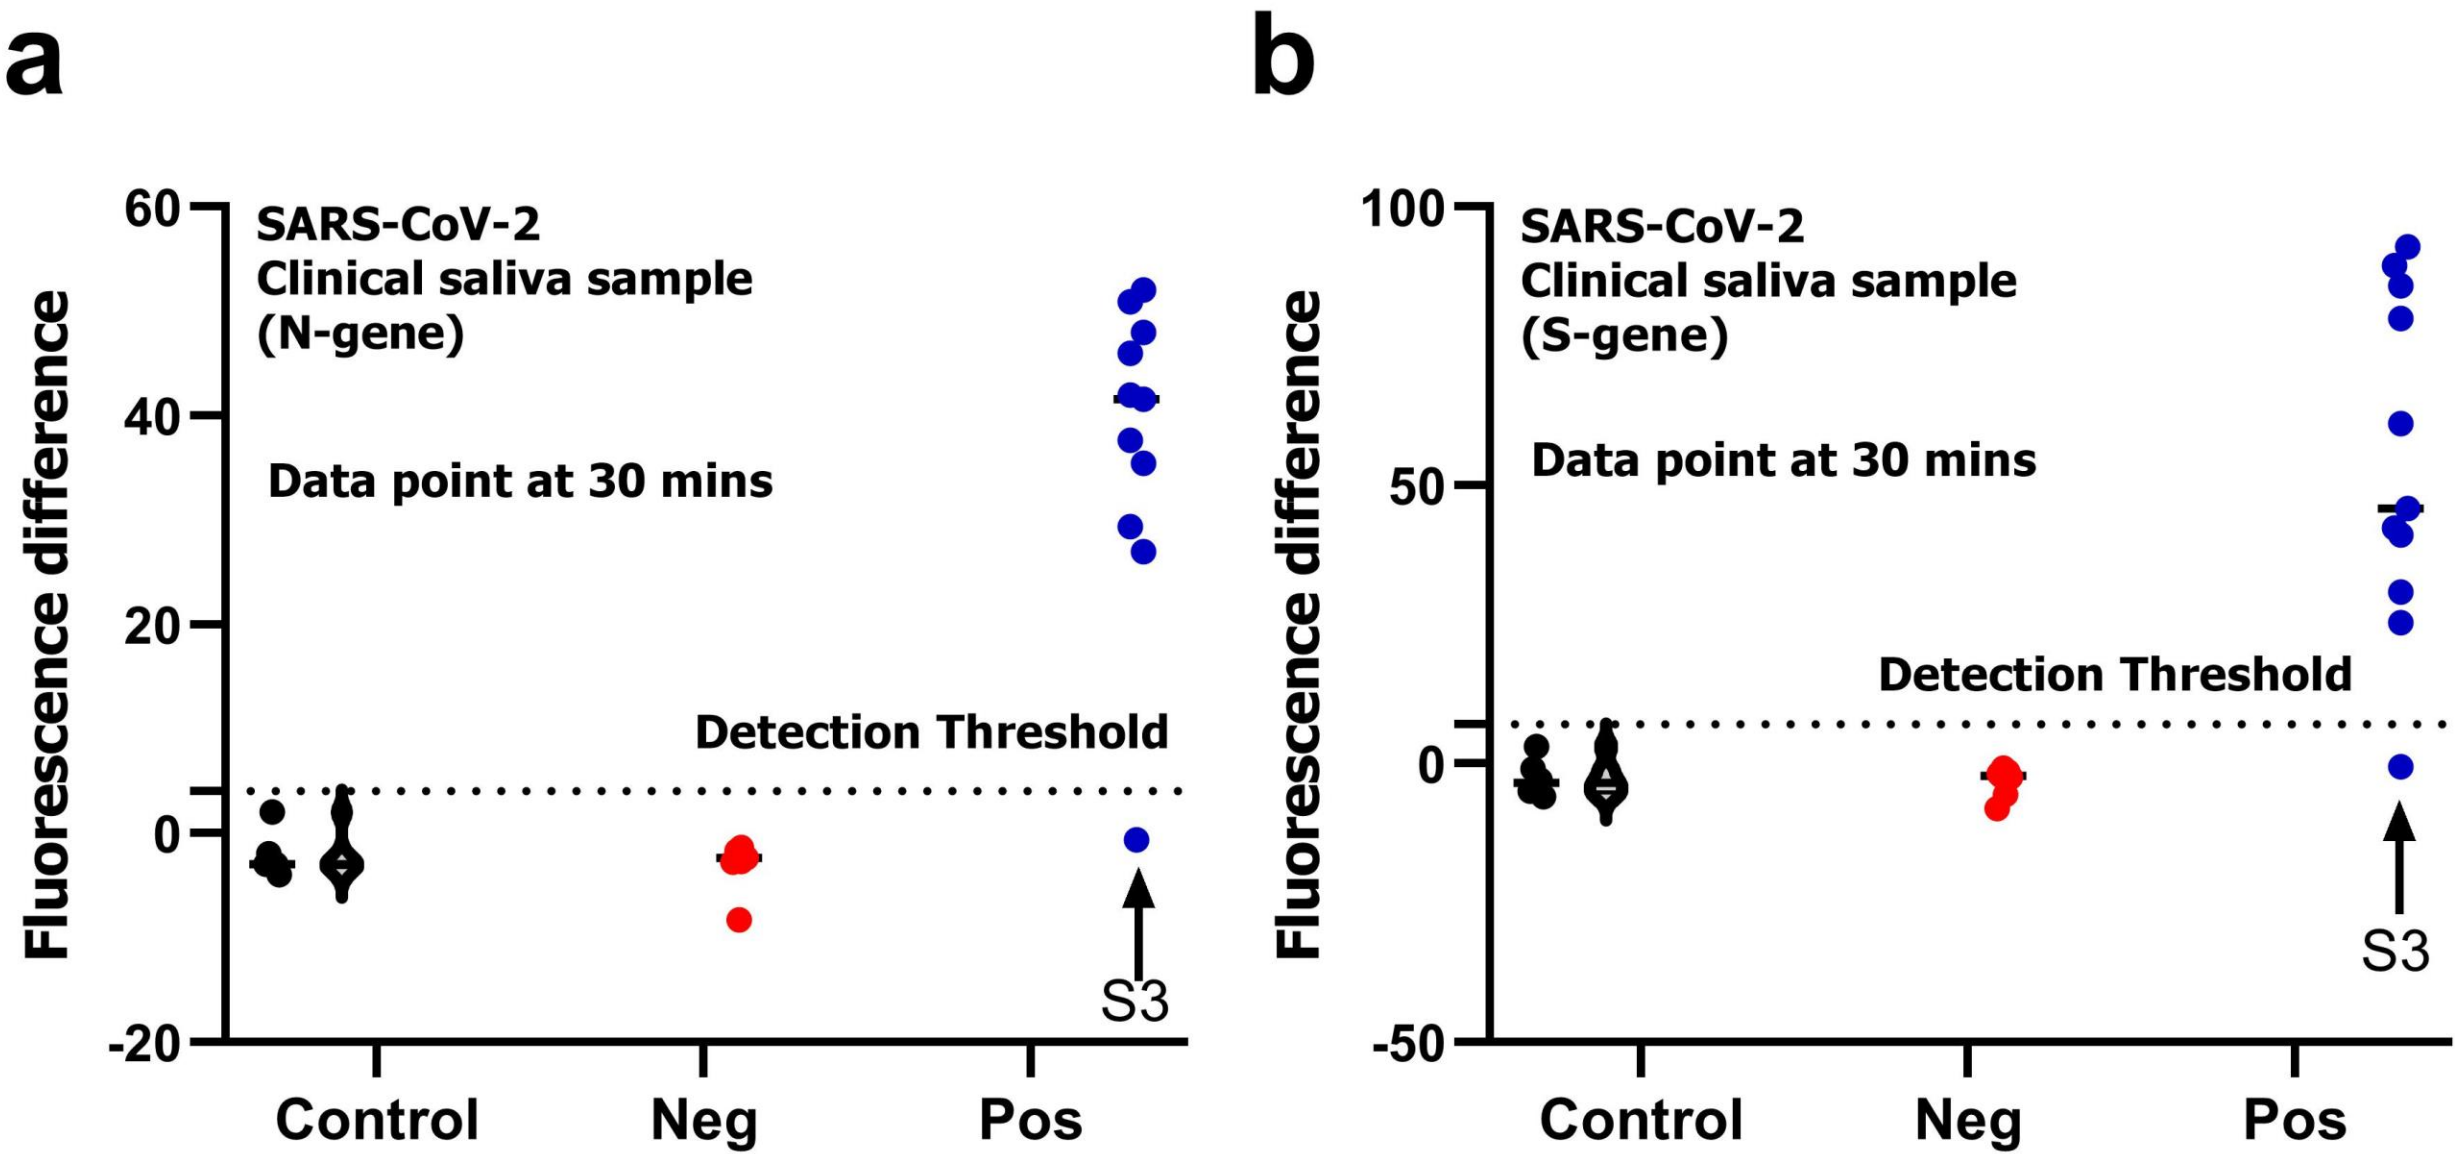 a
Fluorescence difference
60
40
20
0
-20
SARS-CoV-2
Clinical saliva sample
(N-gene)
Data point at 30 mins
Detection Threshold
S3
Control
Neg
Pos
b
Fluorescence difference
100
50
0
-50
SARS-CoV-2
Clinical saliva sample
(S-gene)
Data point at 30 mins
Detection Threshold
S3
Control
Neg
Pos